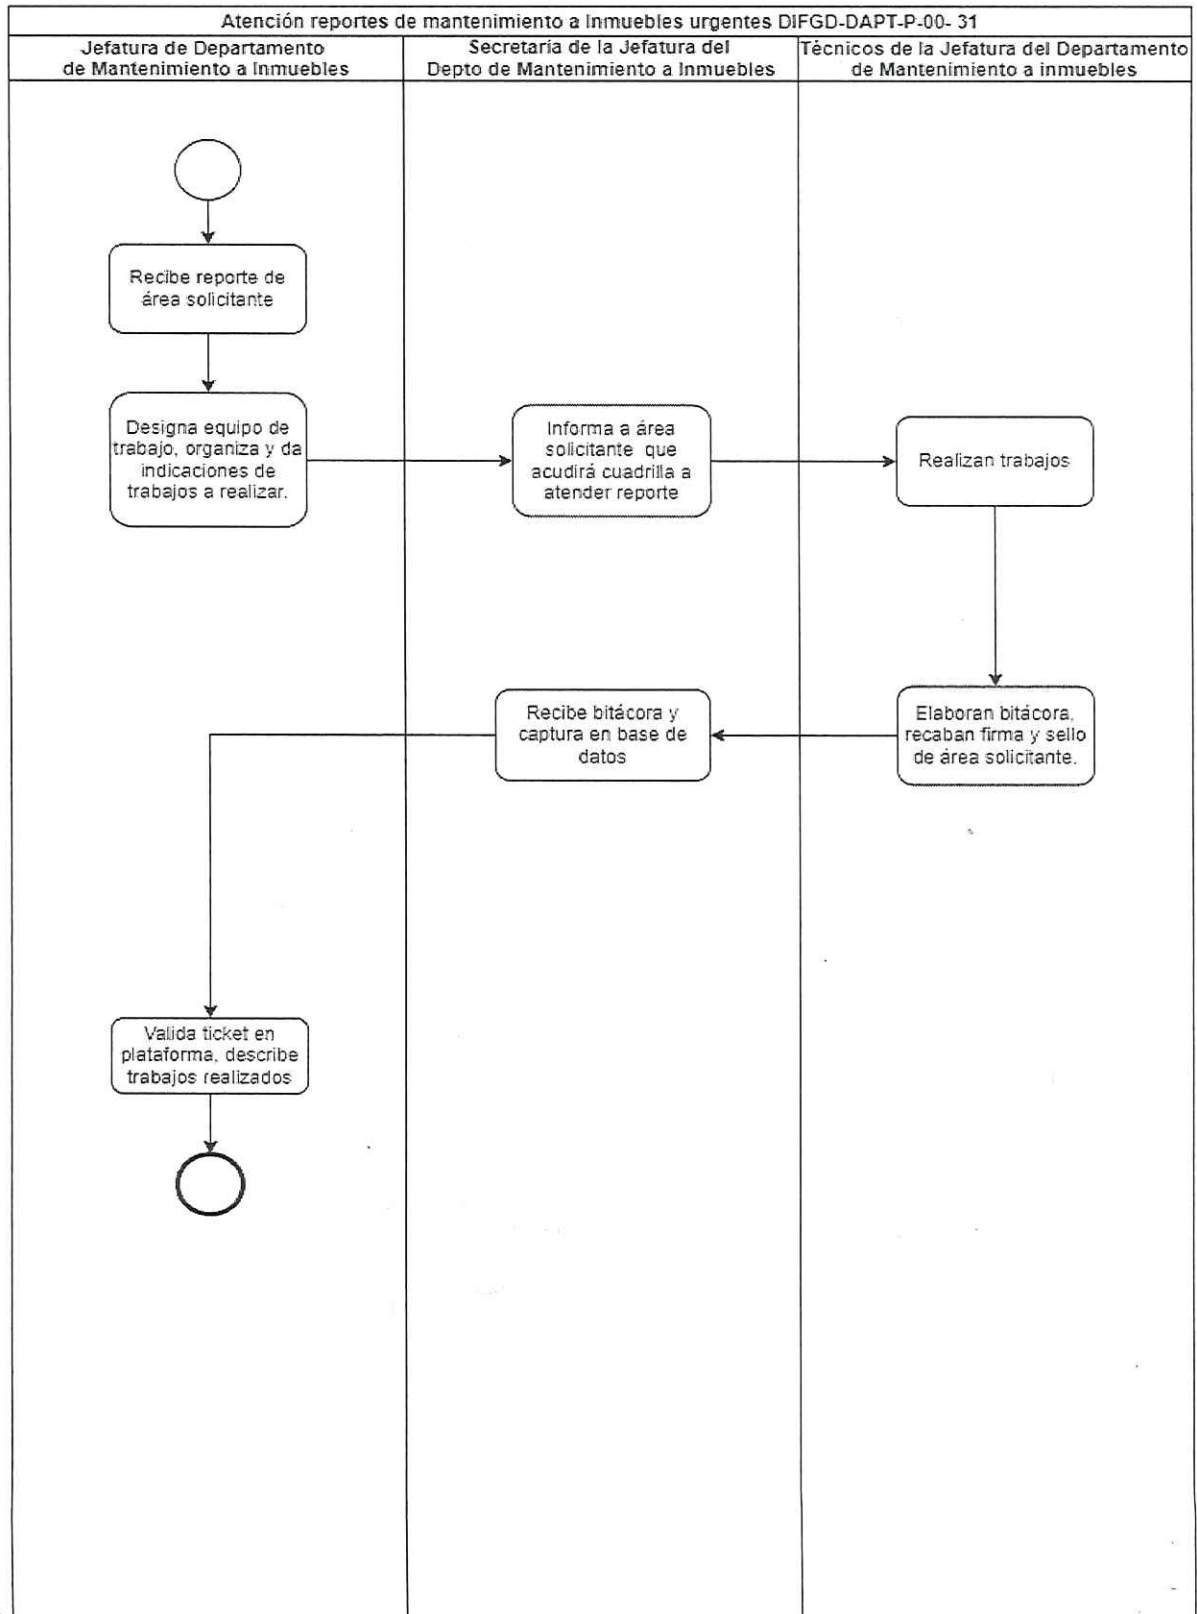 Atención reportes de mantenimiento a Inmuebles urgentes DIFGD-DAPT-P-00- 31
Jefatura de Departamento
de Mantenimiento a Inmuebles
Secretaría de la Jefatura del
Depto de Mantenimiento a Inmuebles
Técnicos de la Jefatura del Departamento
de Mantenimiento a inmuebles
Recibe reporte de
área solicitante
Designa equipo de
trabajo, organiza y da
indicaciones de
trabajos a realizar.
Informa a área
solicitante que
acudirá cuadrilla a
atender reporte
Realizan trabajos
Elaboran bitácora,
recaban firma y sello
de área solicitante.
Recibe bitácora y
captura en base de
datos
Valida ticket en
plataforma, describe
trabajos realizados